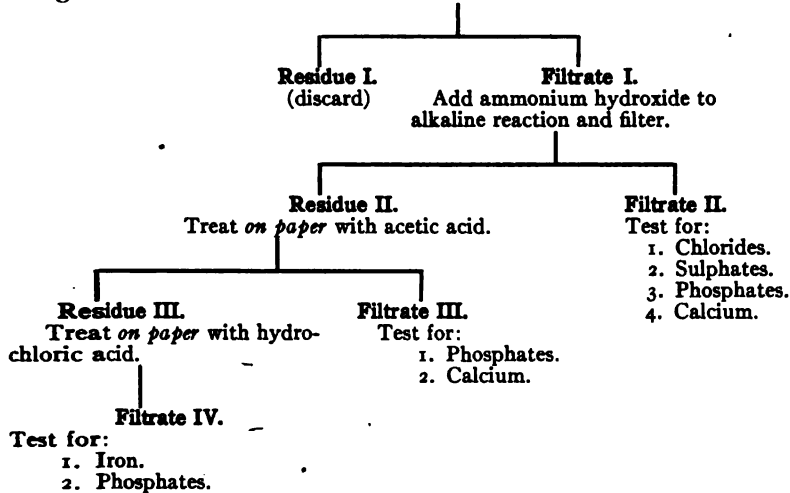 Residue I.
(discard)
Filtrate I.
Add ammonium hydroxide to
alkaline reaction and filter.
Residue II.
Treat on paper with acetic acid.
Filtrate II.
Test for:
1. Chlorides.
2. Sulphates.
3. Phosphates.
4. Calcium.
Residue III.
Treat on paper with hydro-
chloric acid.
Filtrate III.
Test for:
1. Phosphates.
2. Calcium.
Filtrate IV.
Test for:
1. Iron.
2. Phosphates.